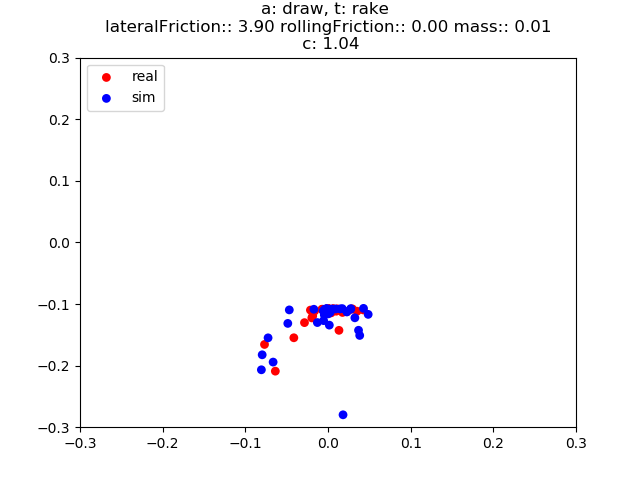 a: draw, t: rake
lateralFriction:: 3.90 rollingFriction:: 0.00 mass:: 0.01
c: 1.04
real
sim
0.3
0.2
0.1
0.0
−0.1
−0.2
−0.3
−0.3
−0.2
−0.1
0.0
0.1
0.2
0.3